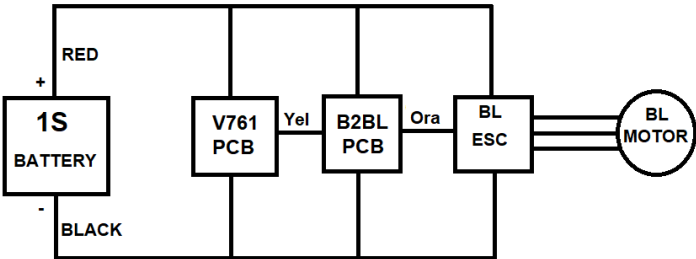 RED
+
1S
BATTERY
-
BLACK
V761
PCB
Yel
B2BL
PCB
Ora
BL
ESC
BL
MOTOR